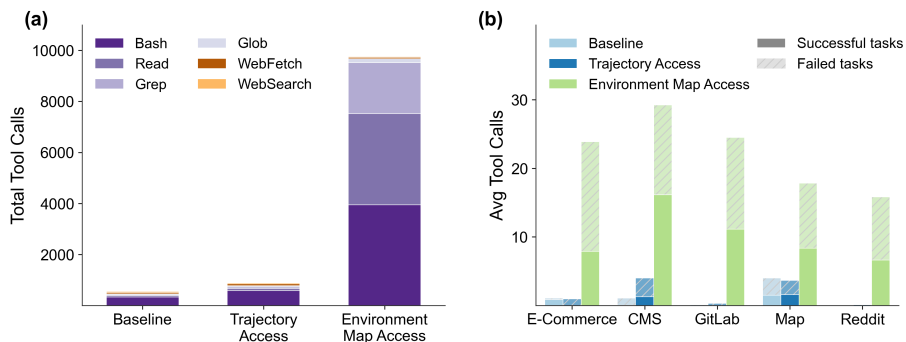 (a)
Total Tool Calls
10000
8000
6000
4000
2000
Bash
Read
Grep
Glob
WebFetch
WebSearch
Baseline
Trajectory
Access
Environment
Map Access
(b)
Avg Tool Calls
30
20
10
Baseline
Trajectory Access
Environment Map Access
Successful tasks
Failed tasks
E-Commerce
CMS
GitLab
Map
Reddit